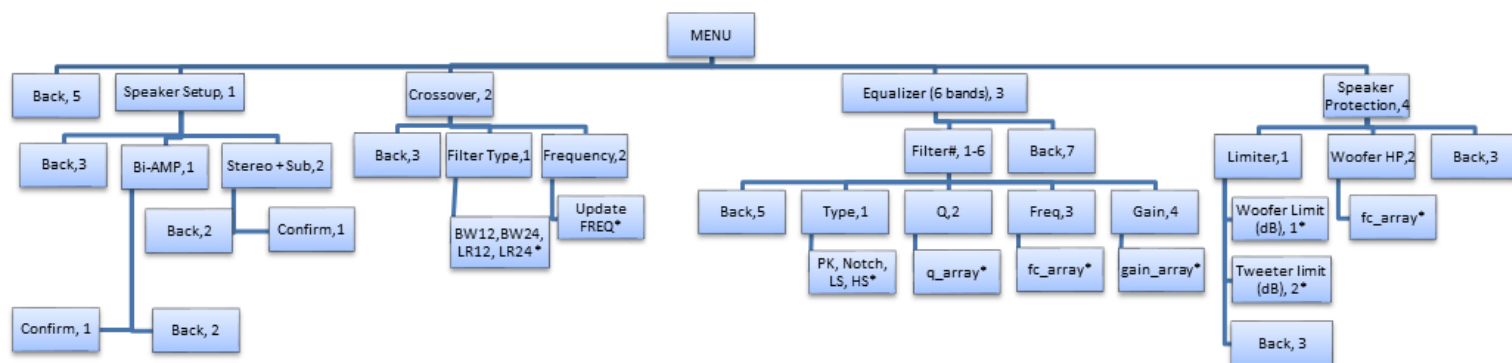 MENU
Back, 5
Speaker Setup, 1
Crossover, 2
Equalizer (6 bands), 3
Speaker
Protection,4
Back,3
Bi-AMP,1
Stereo + Sub,2
Back,3
Filter Type,1
Frequency,2
Filter#, 1-6
Back,7
Limiter,1
Woofer HP,2
Back,3
Back,2
Confirm,1
BW12,BW24,
LR12, LR24*
Update
FREQ*
Back,5
Type,1
Q,2
Freq,3
Gain,4
Woofer Limit
(dB), 1*
fc_array*
PK, Notch,
LS, HS*
q_array*
fc_array*
gain_array*
Tweeter limit
(dB), 2*
Confirm, 1
Back, 2
Back, 3